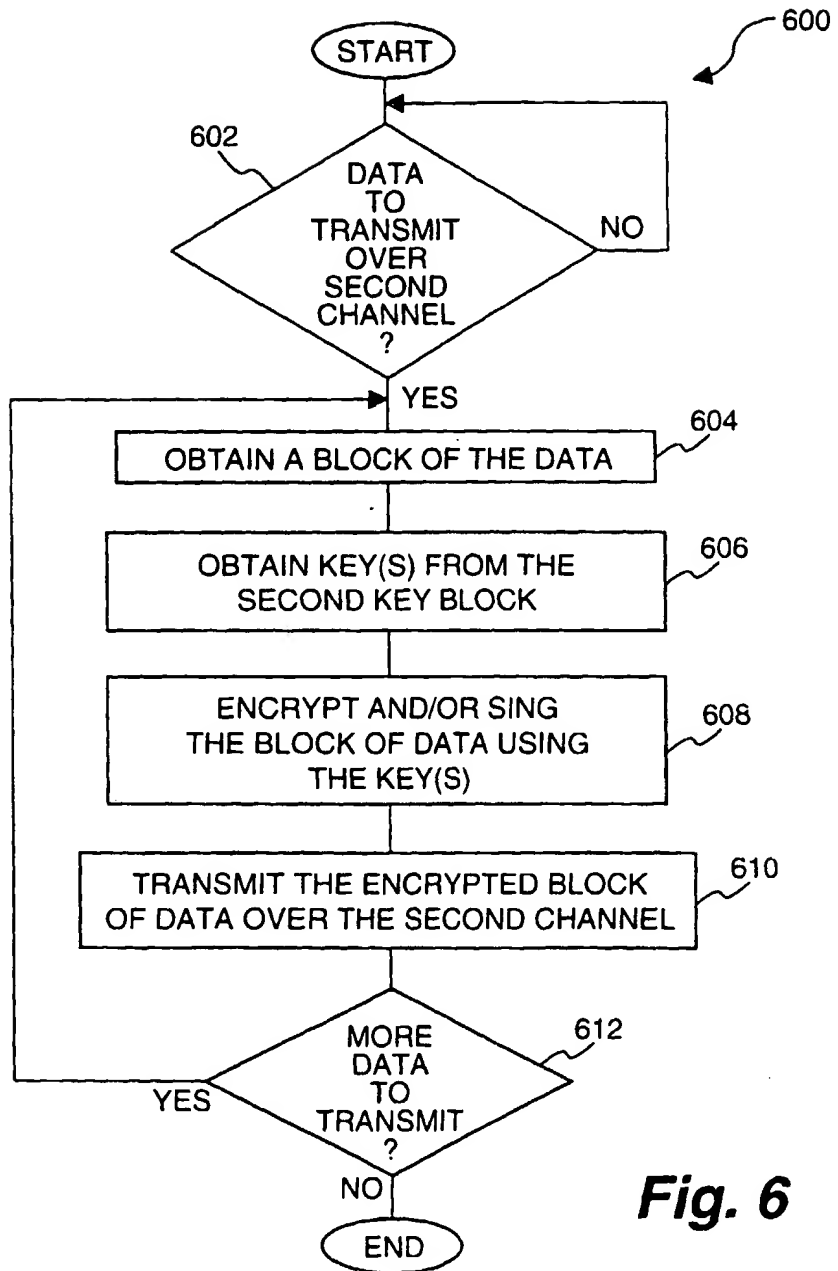 600
START
602
DATA
TO
TRANSMIT
OVER
SECOND
CHANNEL
?
NO
YES
604
OBTAIN A BLOCK OF THE DATA
606
OBTAIN KEY(S) FROM THE
SECOND KEY BLOCK
608
ENCRYPT AND/OR SING
THE BLOCK OF DATA USING
THE KEY(S)
610
TRANSMIT THE ENCRYPTED BLOCK
OF DATA OVER THE SECOND CHANNEL
612
MORE
DATA
TO
TRANSMIT
?
YES
NO
END
Fig. 6